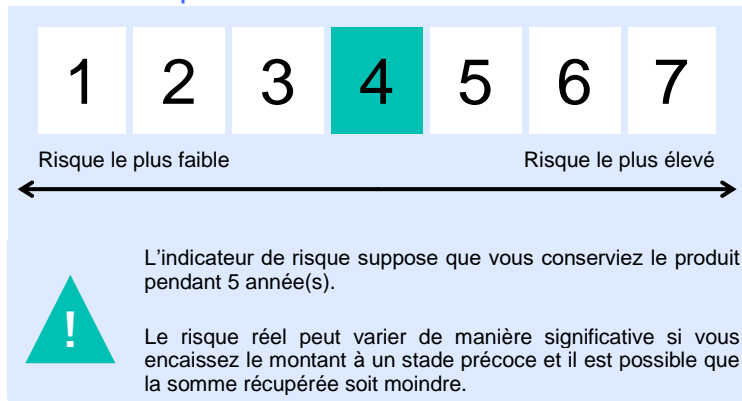 1 2 3 4 5 6 7
Risque le plus faible Risque le plus élevé
L'indicateur de risque suppose que vous conserviez le produit
pendant 5 année(s).
!
Le risque réel peut varier de manière significative si vous
encaissez le montant à un stade précoce et il est possible que
la somme récupérée soit moindre.